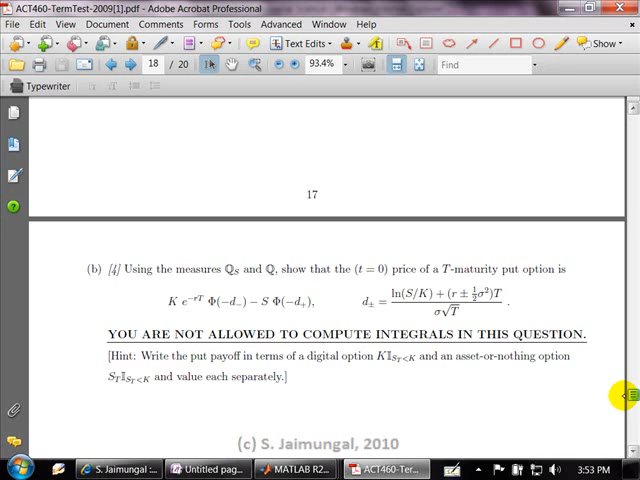 ACT460-TermTest-2009[1].pdf - Adobe Acrobat Professional
File Edit View Document Comments Forms Tools Advanced Window Help
Text Edits Show
18 / 20 93.4% Find
Typewriter
17
(b) [4] Using the measures ℚ_S and ℚ, show that the (t = 0) price of a T-maturity put option is
K e^{-rT} Φ(−d_−) − S Φ(−d_+), d_± = \frac{ln(S/K) + (r ± ½σ²)T}{σ√T} .
YOU ARE NOT ALLOWED TO COMPUTE INTEGRALS IN THIS QUESTION.
[Hint: Write the put payoff in terms of a digital option K𝕀_{S_T<K} and an asset-or-nothing option
S_T𝕀_{S_T<K} and value each separately.]
(c) S. Jaimungal, 2010
Start S. Jaimungal :... Untitled pag... MATLAB R2... ACT460-Ter... 3:53 PM